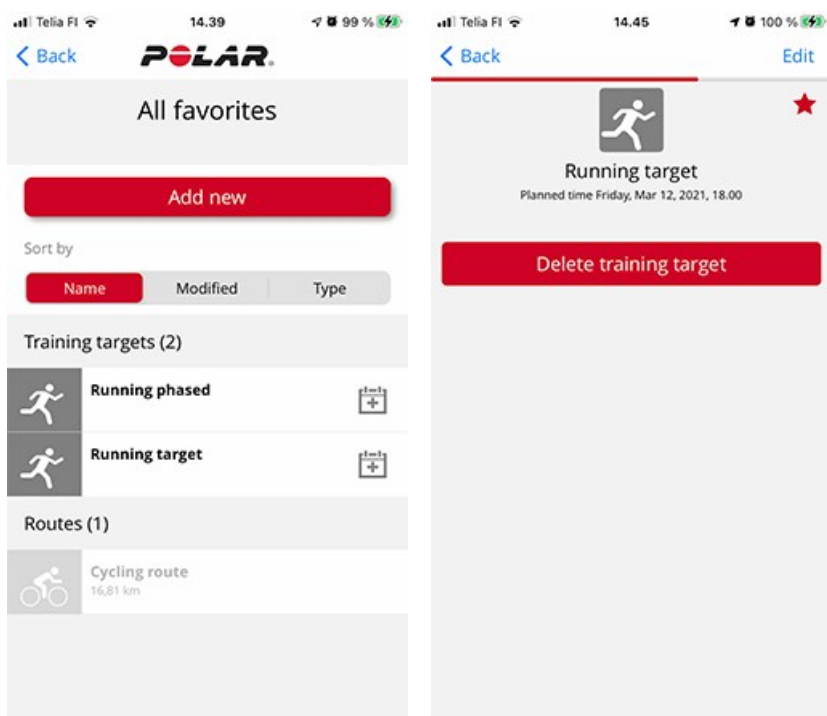 Telia FI 14.39 99 %
Back POLAR.
All favorites
Add new
Sort by
Name Modified Type
Training targets (2)
Running phased
Running target
Routes (1)
Cycling route
16,81 km
Telia FI 14.45 100 %
Back Edit
Running target
Planned time Friday, Mar 12, 2021, 18.00
Delete training target